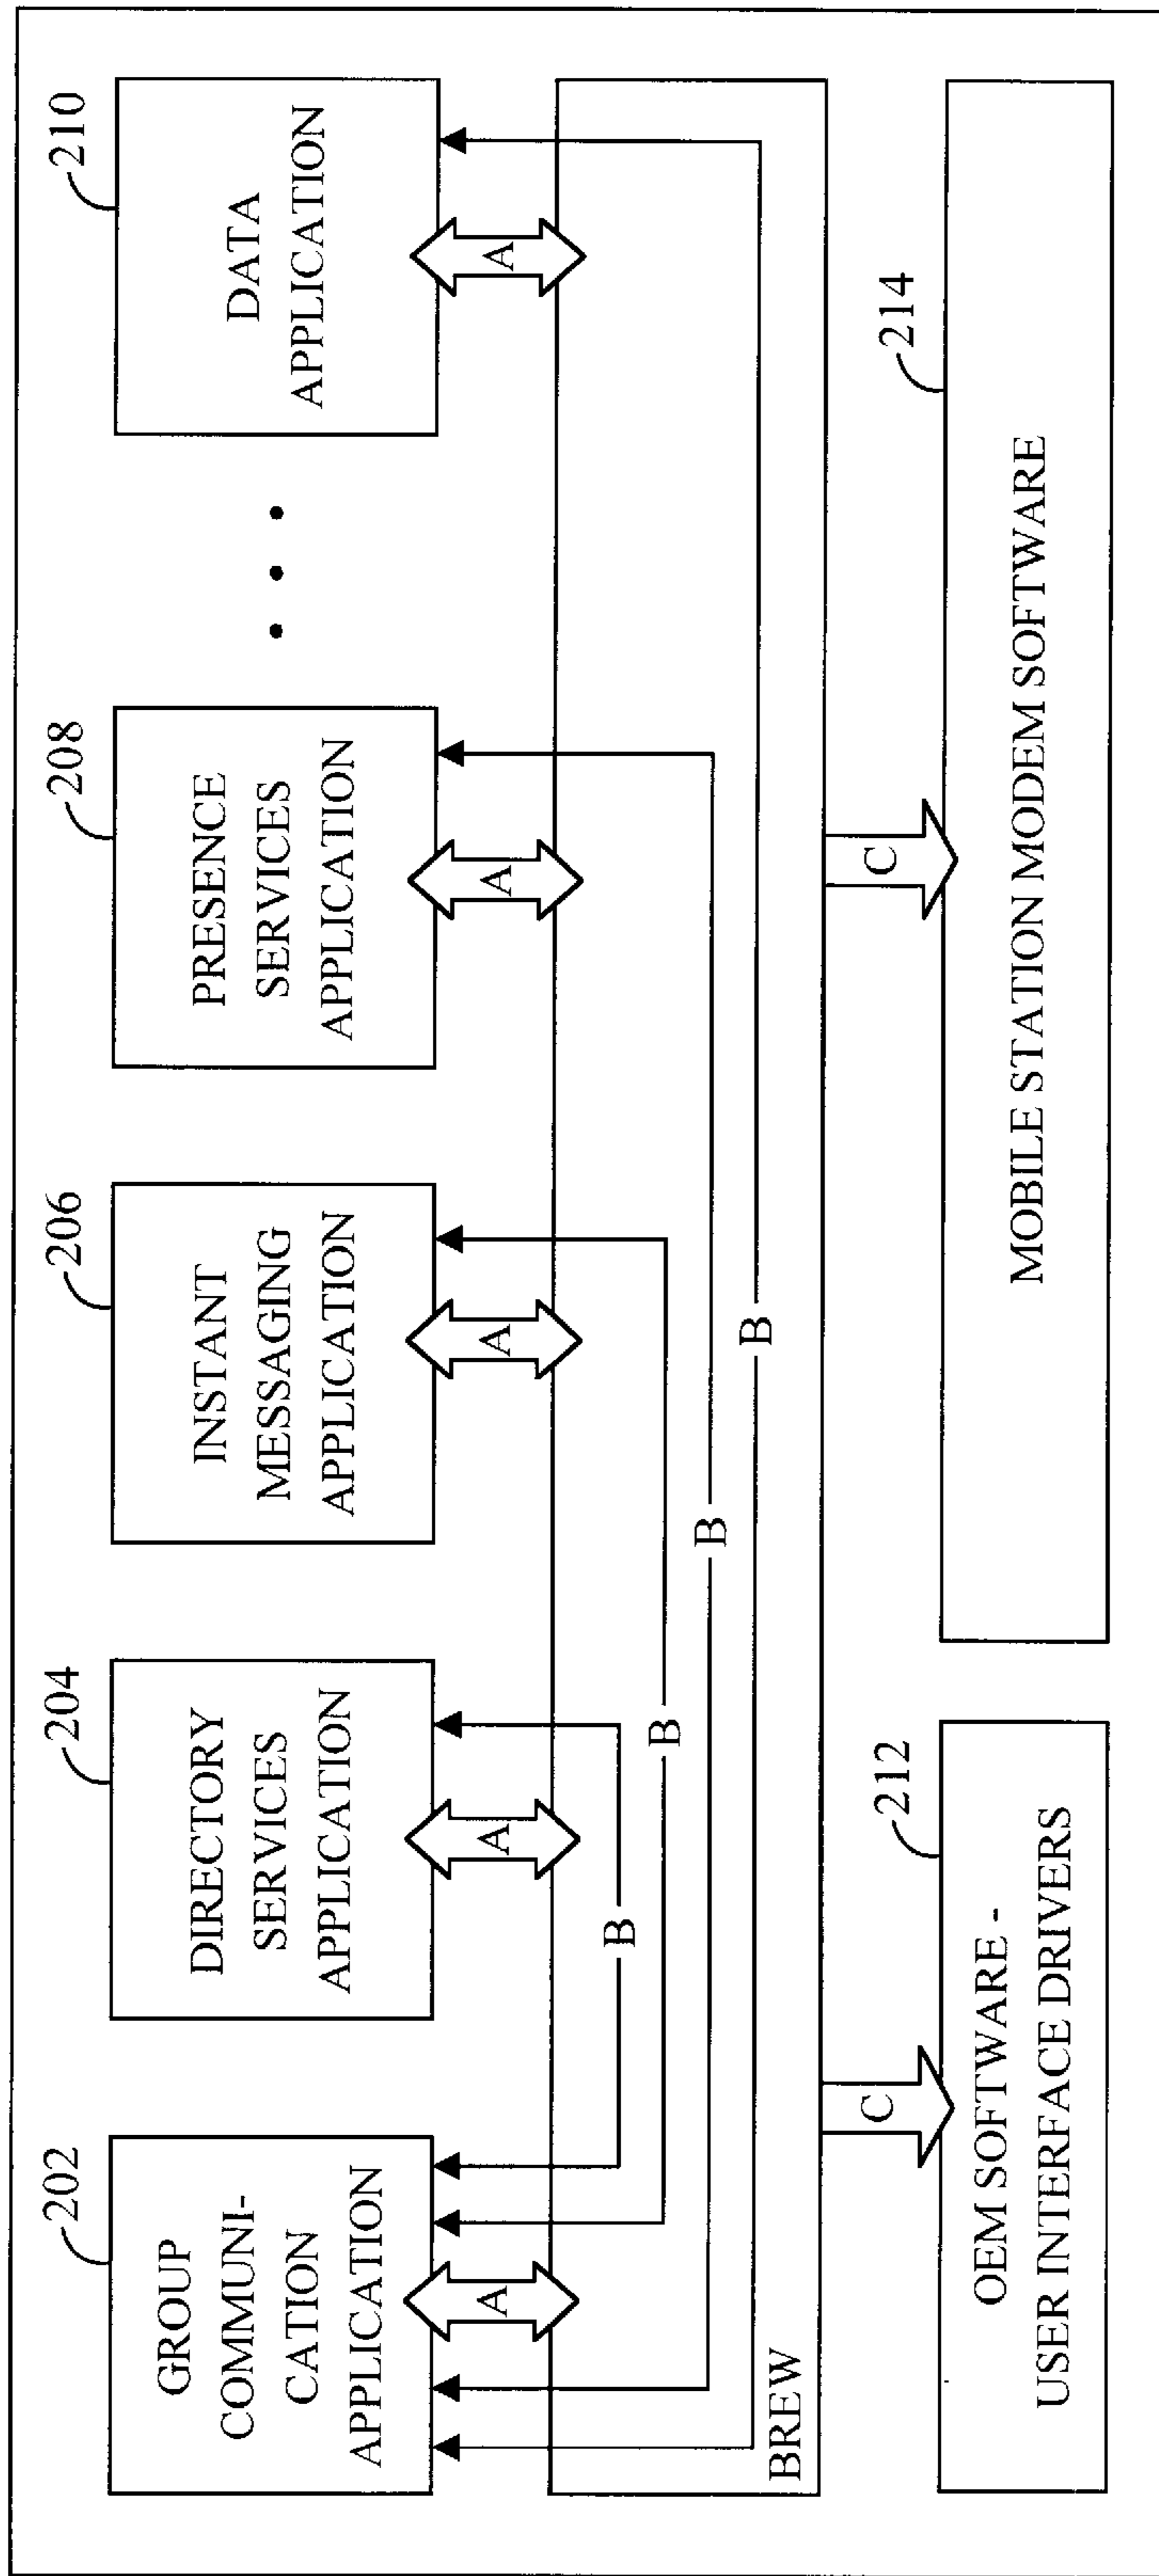 202
GROUP
COMMUNI-
CATION
APPLICATION
204
DIRECTORY
SERVICES
APPLICATION
206
INSTANT
MESSAGING
APPLICATION
208
PRESENCE
SERVICES
APPLICATION
210
DATA
APPLICATION
A
A
A
A
A
B
B
B
B
BREW
C
C
212
OEM SOFTWARE -
USER INTERFACE DRIVERS
214
MOBILE STATION MODEM SOFTWARE